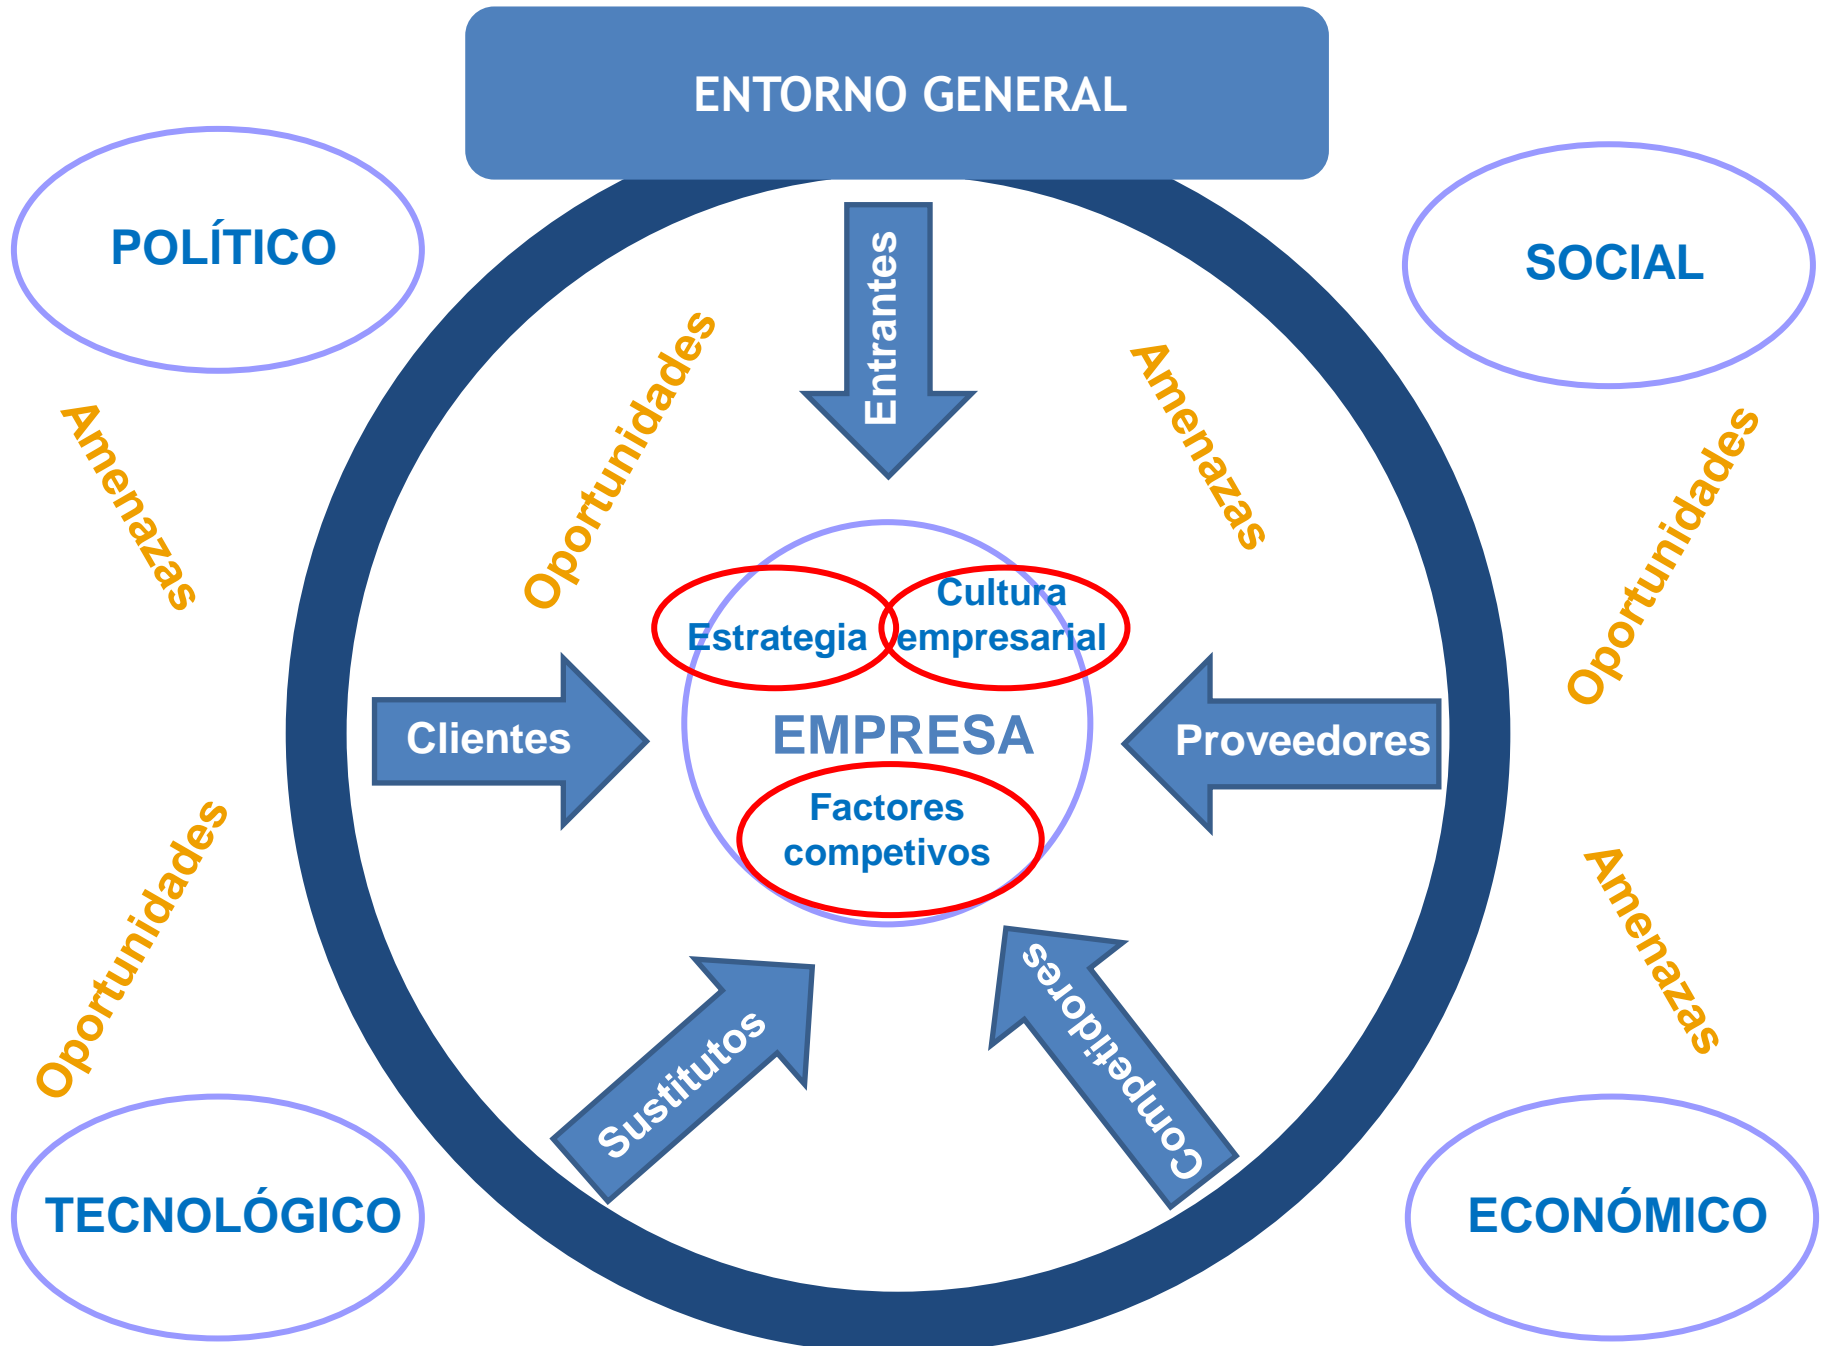 ENTORNO GENERAL
POLÍTICO
SOCIAL
Entrantes
Oportunidades
Amenazas
Amenazas
Oportunidades
Estrategia
Cultura
empresarial
EMPRESA
Factores
competivos
Clientes
Proveedores
Oportunidades
Amenazas
Sustitutos
Competidores
TECNOLÓGICO
ECONÓMICO